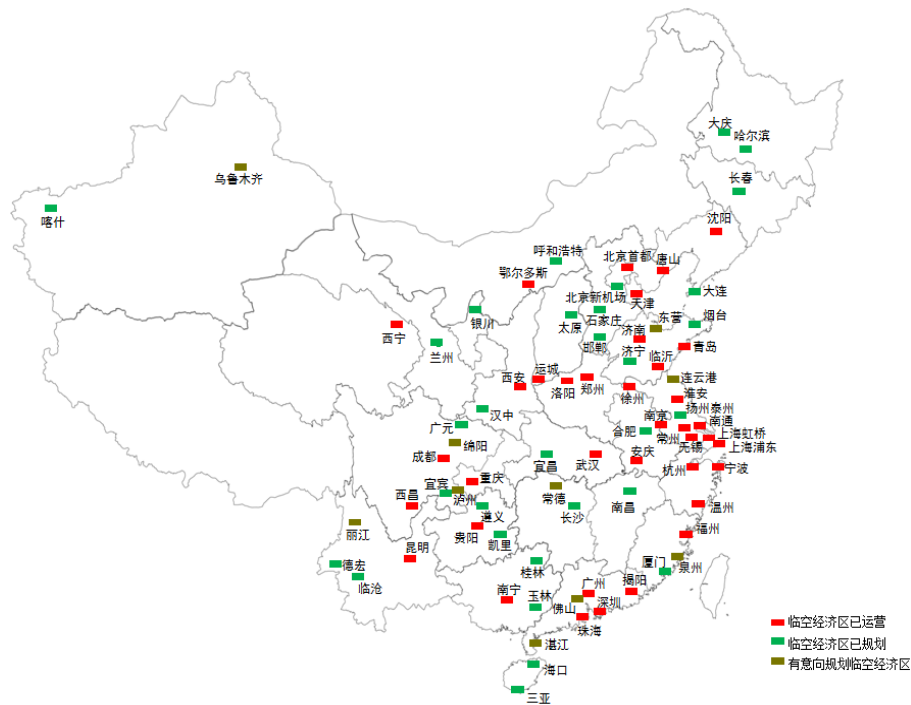 大庆
哈尔滨
乌鲁木齐
长春
喀什
沈阳
呼和浩特
北京首都
唐山
鄂尔多斯
北京新机场
天津
大连
银川
太原
石家庄
东营
烟台
西宁
济南
兰州
邯郸
济宁
临沂
青岛
西安
运城
洛阳
郑州
徐州
连云港
淮安
汉中
扬州泰州
广元
南京
南通
合肥
常州
无锡
上海虹桥
绵阳
上海浦东
成都
宜昌
武汉
安庆
杭州
宁波
重庆
宜宾
泸州
常德
西昌
遵义
长沙
南昌
温州
丽江
贵阳
凯里
福州
昆明
德宏
厦门
泉州
临沧
桂林
南宁
玉林
广州
揭阳
佛山
深圳
珠海
湛江
海口
三亚
临空经济区已运营
临空经济区已规划
有意向规划临空经济区